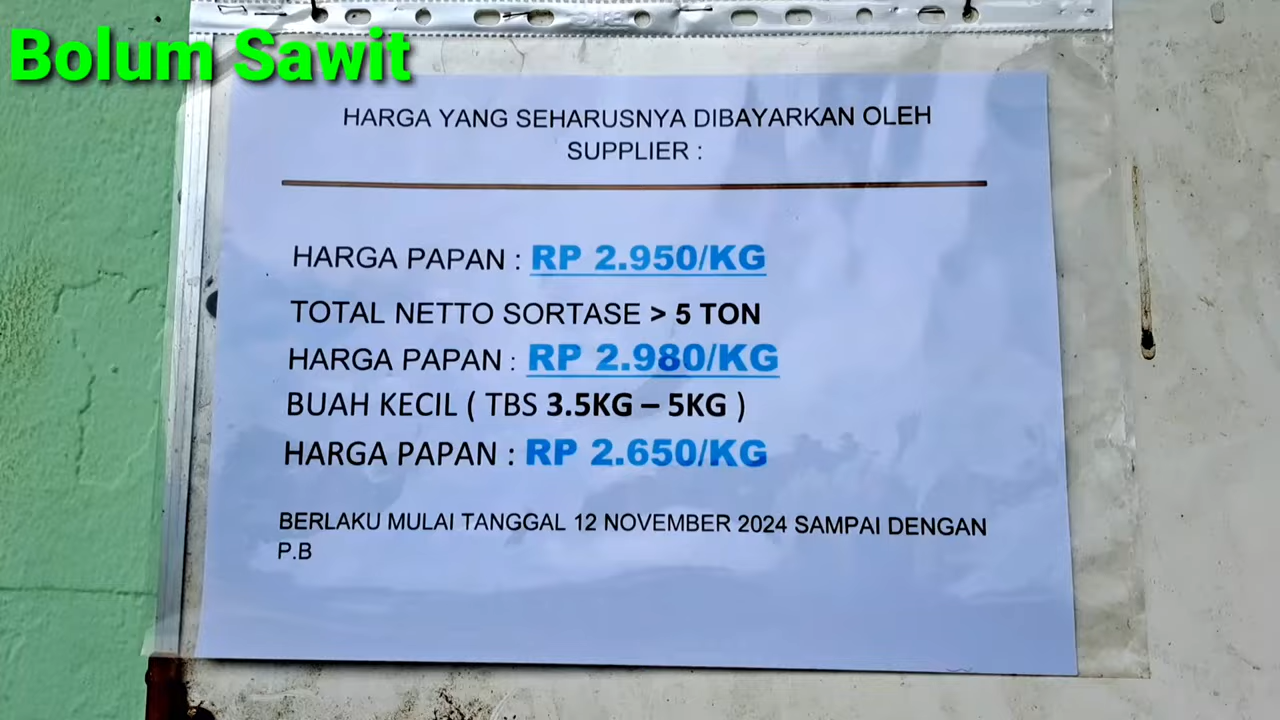 Bolum Sawit
HARGA YANG SEHARUSNYA DIBAYARKAN OLEH
SUPPLIER :
HARGA PAPAN : RP 2.950/KG
TOTAL NETTO SORTASE > 5 TON
HARGA PAPAN : RP 2.980/KG
BUAH KECIL ( TBS 3.5KG – 5KG )
HARGA PAPAN : RP 2.650/KG
BERLAKU MULAI TANGGAL 12 NOVEMBER 2024 SAMPAI DENGAN
P.B